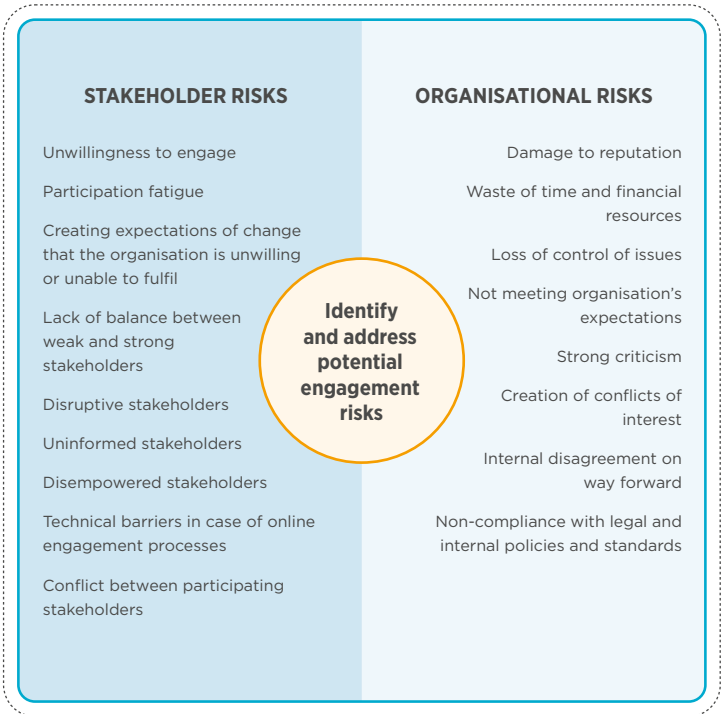 STAKEHOLDER RISKS
Unwillingness to engage
Participation fatigue
Creating expectations of change
that the organisation is unwilling
or unable to fulfil
Lack of balance between
weak and strong
stakeholders
Disruptive stakeholders
Uninformed stakeholders
Disempowered stakeholders
Technical barriers in case of online
engagement processes
Conflict between participating
stakeholders
Identify
and address
potential
engagement
risks
ORGANISATIONAL RISKS
Damage to reputation
Waste of time and financial
resources
Loss of control of issues
Not meeting organisation’s
expectations
Strong criticism
Creation of conflicts of
interest
Internal disagreement on
way forward
Non-compliance with legal and
internal policies and standards